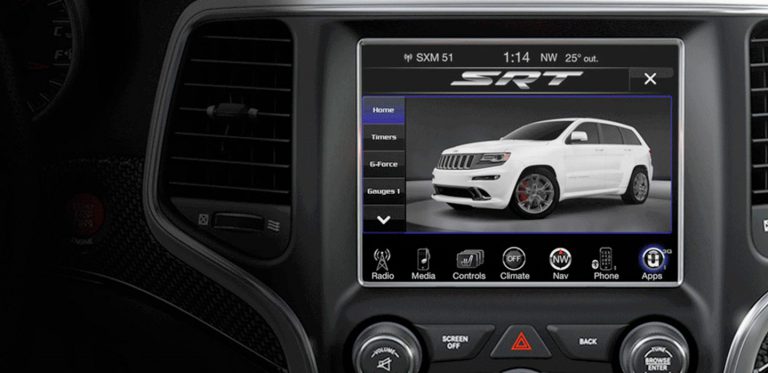 SXM 51 1:14 NW 25° out.
SRT
Home
Timers
G-Force
Gauges 1
OFF NW
Radio Media Controls Climate Nav Phone Apps
VOLUME
SCREEN OFF
BACK
TUNE
BROWSE
ENTER